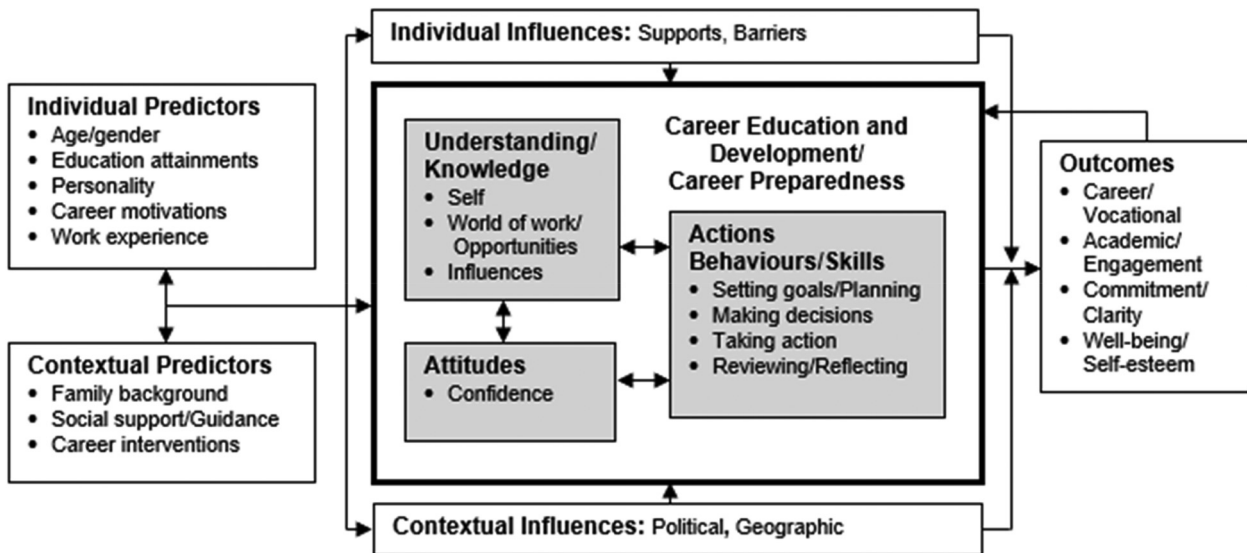 Individual Influences: Supports, Barriers
Individual Predictors
• Age/gender
• Education attainments
• Personality
• Career motivations
• Work experience
Contextual Predictors
• Family background
• Social support/Guidance
• Career interventions
Career Education and
Development/
Career Preparedness
Understanding/
Knowledge
• Self
• World of work/
Opportunities
• Influences
Attitudes
• Confidence
Actions
Behaviours/Skills
• Setting goals/Planning
• Making decisions
• Taking action
• Reviewing/Reflecting
Outcomes
• Career/
Vocational
• Academic/
Engagement
• Commitment/
Clarity
• Well-being/
Self-esteem
Contextual Influences: Political, Geographic